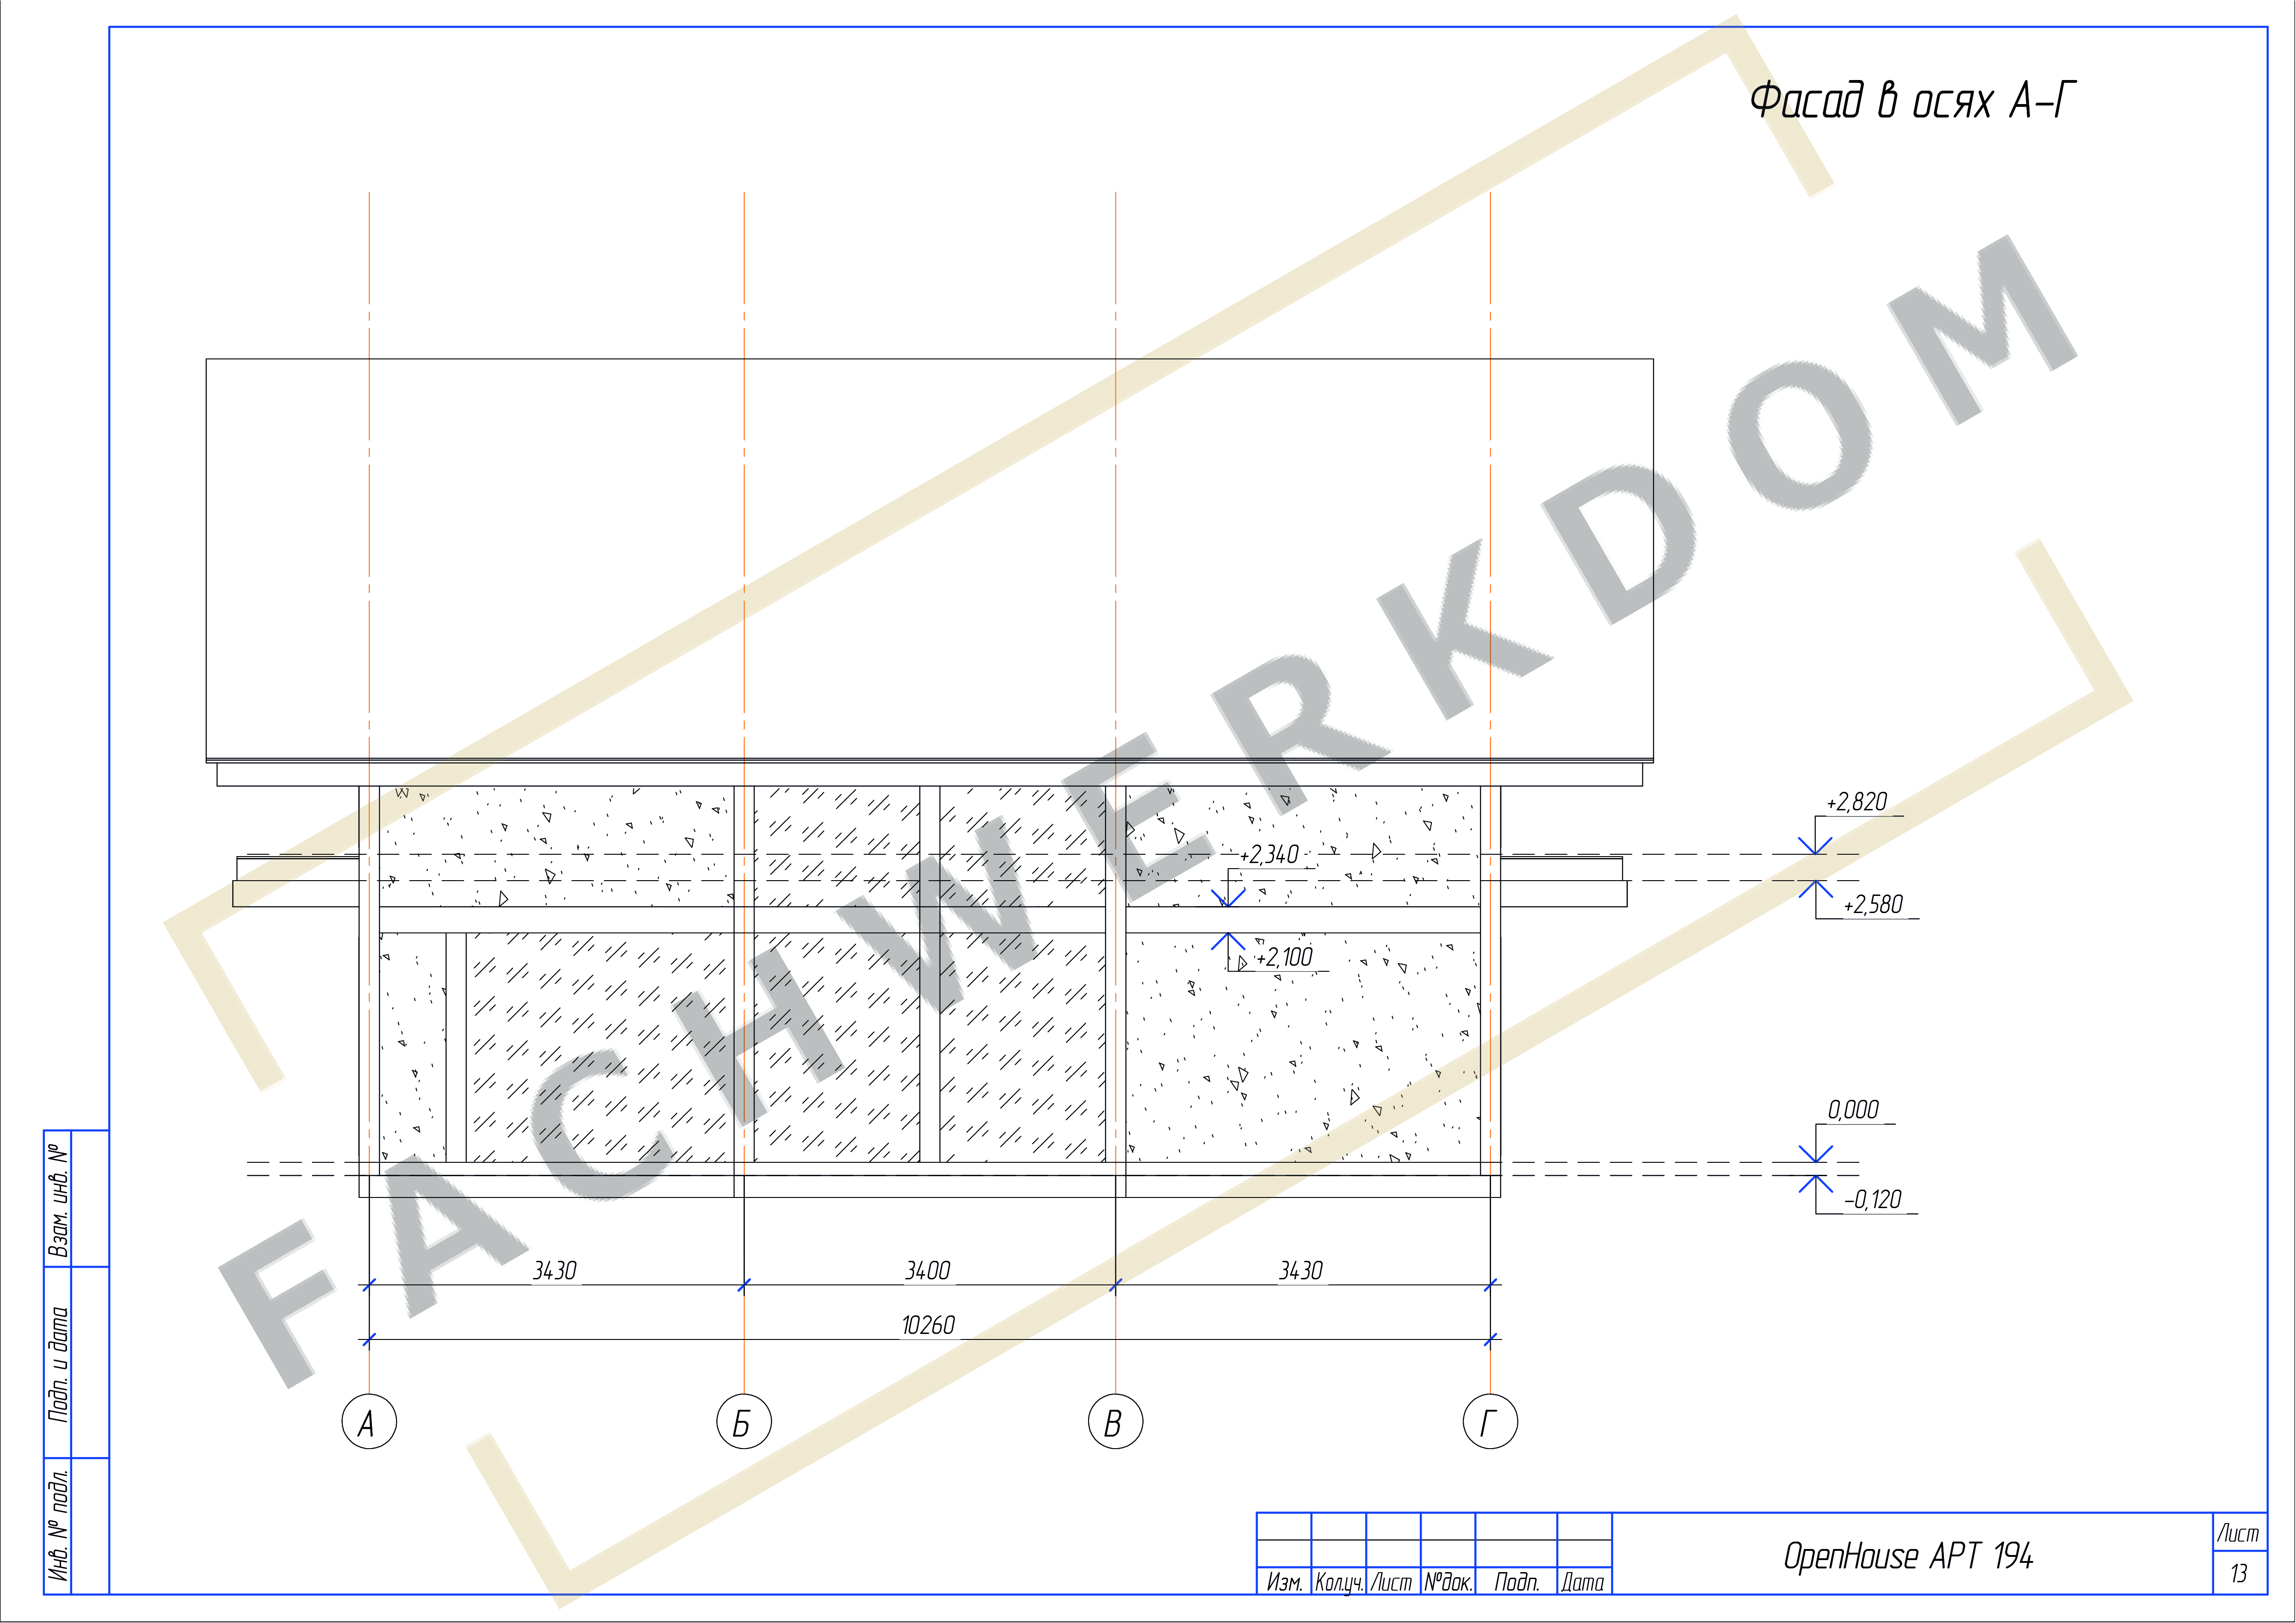 Фасад в осях А-Г
FACHWERKDOM
+2,820
+2,340
+2,580
+2,100
0,000
-0,120
3430
3400
3430
10260
А
Б
В
Г
Взам. инв. №
Подп. и дата
Инв. № подл.
Изм.
Кол.уч.
Лист
№док.
Подп.
Дата
OpenHouse АРТ 194
Лист
13